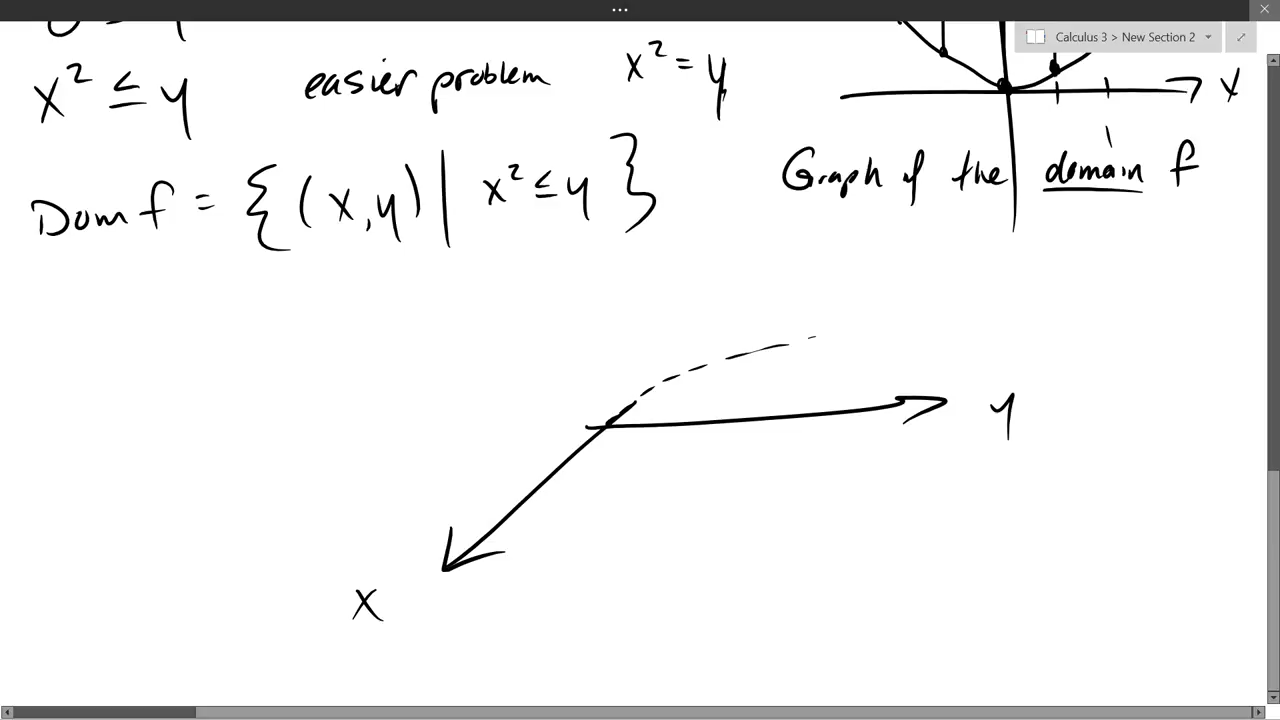 Calculus 3 > New Section 2
x² ≤ y
easier problem
x² = y
x
Graph of the domain f
Dom f = { (x, y) | x² ≤ y }
y
x